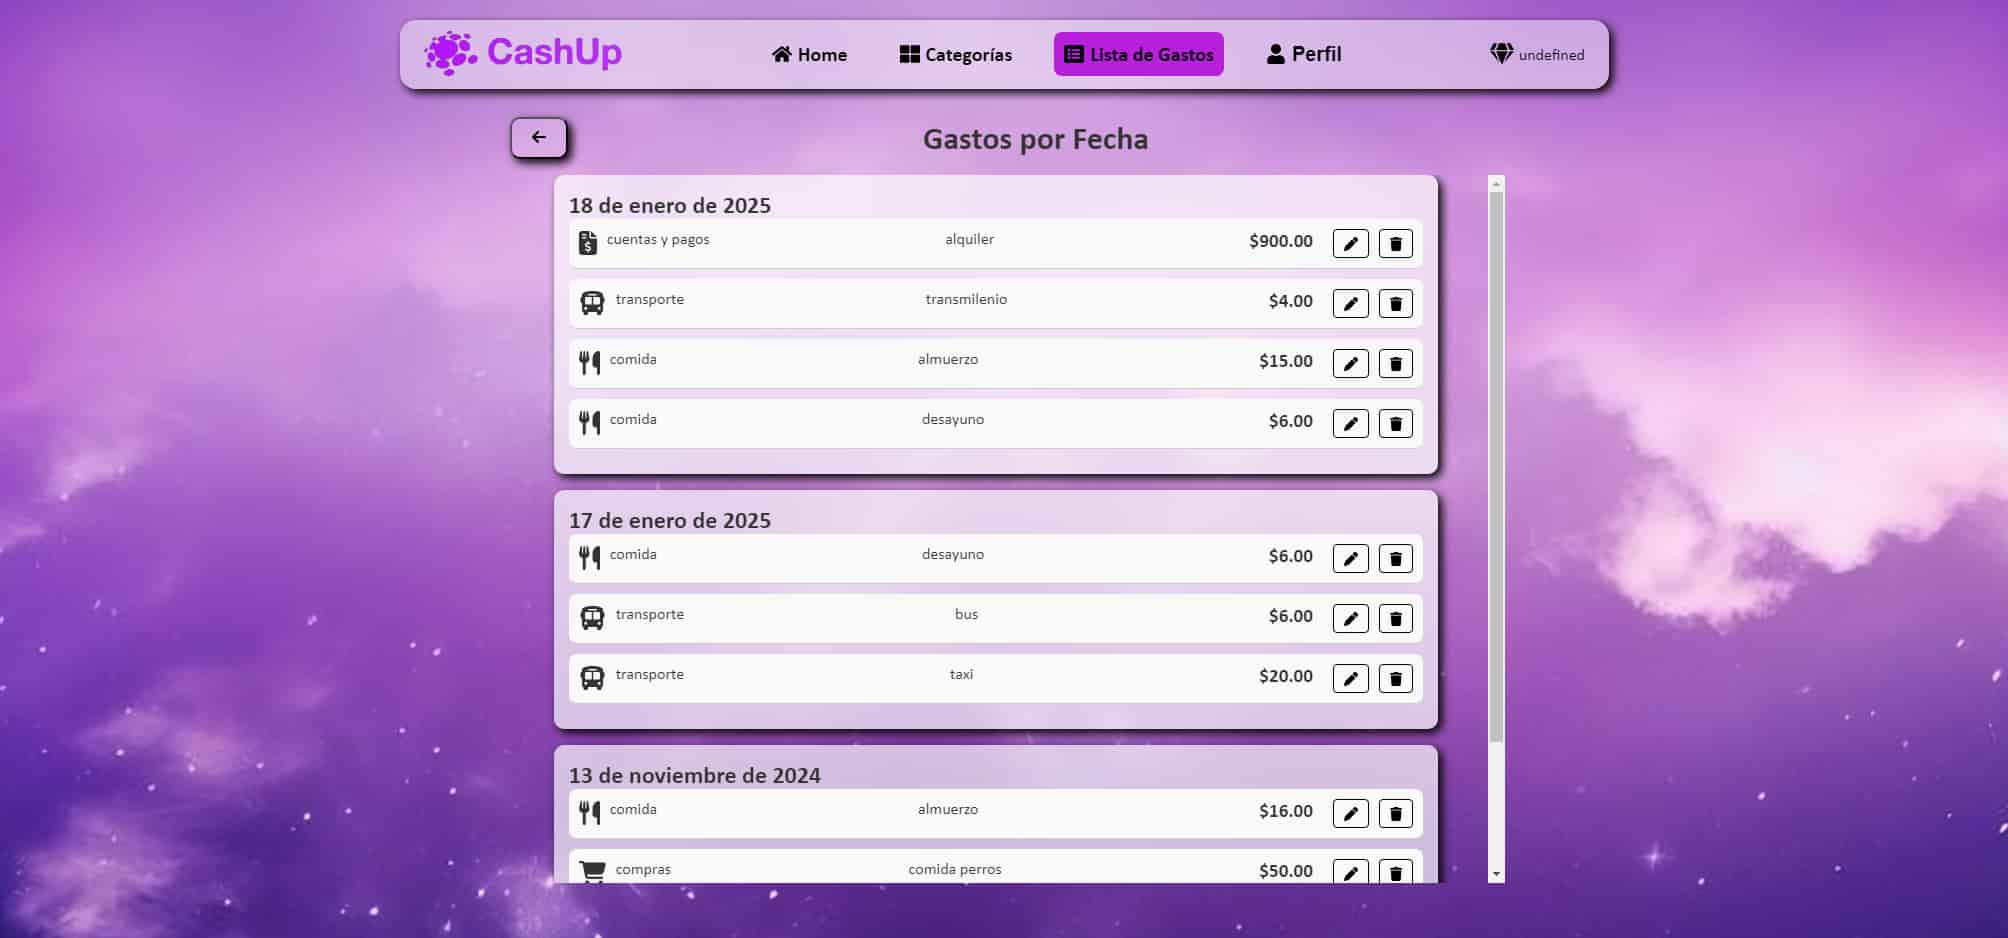 CashUp Home Categorías Lista de Gastos Perfil undefined
Gastos por Fecha
18 de enero de 2025
cuentas y pagos alquiler $900.00
transporte transmilenio $4.00
comida almuerzo $15.00
comida desayuno $6.00
17 de enero de 2025
comida desayuno $6.00
transporte bus $6.00
transporte taxi $20.00
13 de noviembre de 2024
comida almuerzo $16.00
compras comida perros $50.00